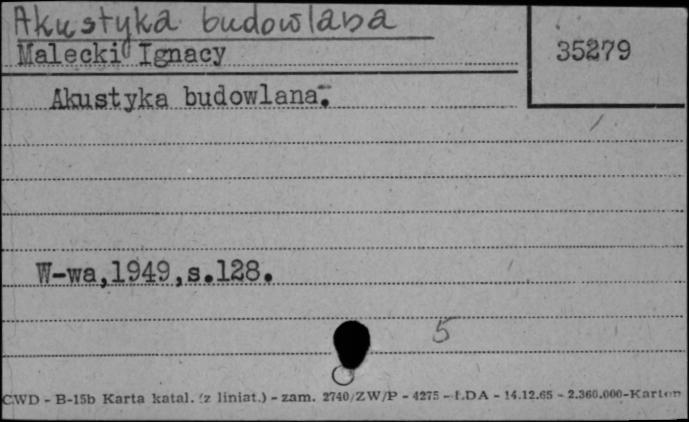 Akustyka budowlana
Malecki Ignacy
35279
Akustyka budowlana.
W-wa,1949,s.128.
5
CWD - B-15b Karta katal. (z liniat.) - zam. 2740/ZW/P - 4275 - ŁDA - 14.12.65 - 2.360.000-Karton